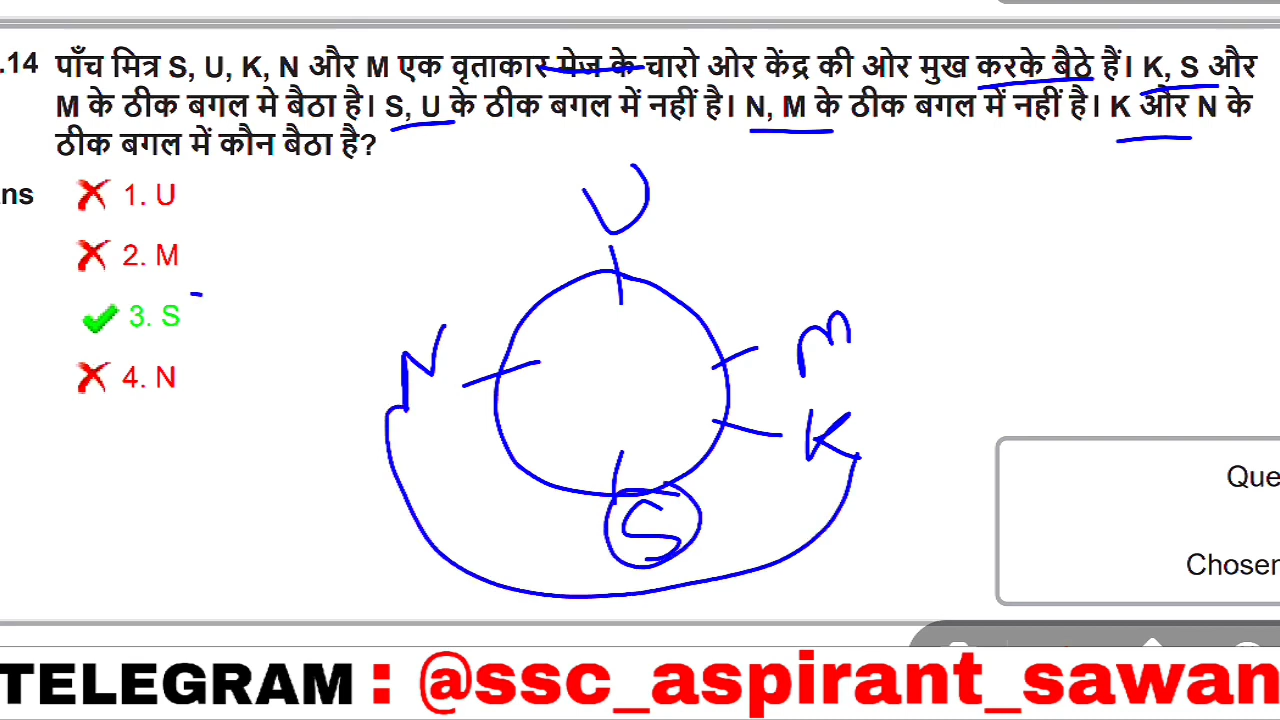 .14 पाँच मित्र S, U, K, N और M एक वृताकार मेज के चारो ओर केंद्र की ओर मुख करके बैठे हैं। K, S और
M के ठीक बगल मे बैठा है। S, U के ठीक बगल में नहीं है। N, M के ठीक बगल में नहीं है। K और N के
ठीक बगल में कौन बैठा है?
ns
1. U
2. M
3. S
4. N
U
N
M
K
S
Que
Chosen
TELEGRAM : @ssc_aspirant_sawan